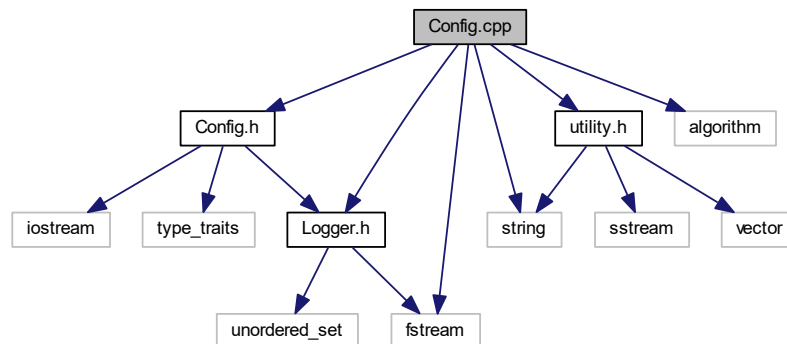 Config.cpp
Config.h
utility.h
algorithm
iostream
type_traits
Logger.h
string
sstream
vector
unordered_set
fstream